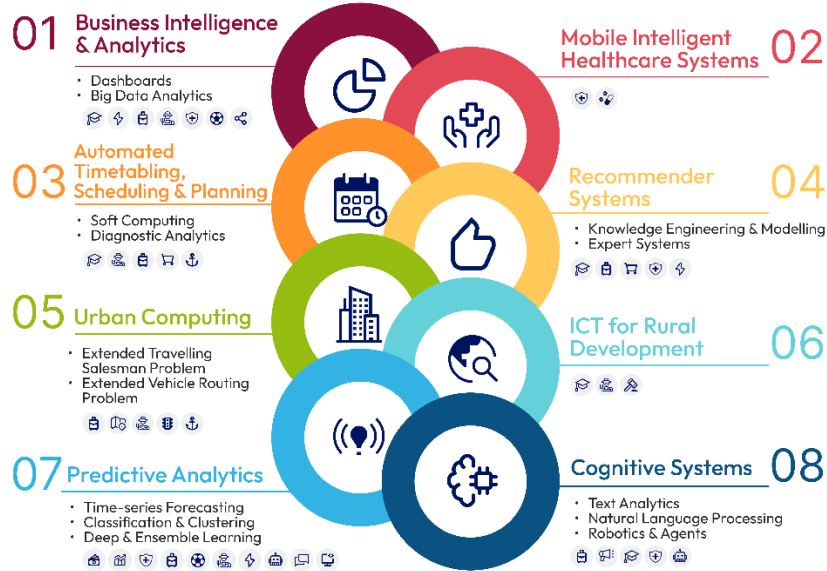 01
Business Intelligence
& Analytics
• Dashboards
• Big Data Analytics
02
Mobile Intelligent
Healthcare Systems
03
Automated
Timetabling,
Scheduling & Planning
• Soft Computing
• Diagnostic Analytics
04
Recommender
Systems
• Knowledge Engineering & Modelling
• Expert Systems
05
Urban Computing
• Extended Travelling
Salesman Problem
• Extended Vehicle Routing
Problem
06
ICT for Rural
Development
07
Predictive Analytics
• Time-series Forecasting
• Classification & Clustering
• Deep & Ensemble Learning
08
Cognitive Systems
• Text Analytics
• Natural Language Processing
• Robotics & Agents